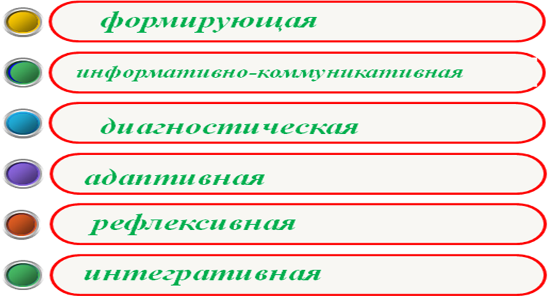 формирующая
информативно-коммуникативная
диагностическая
адаптивная
рефлексивная
интегративная